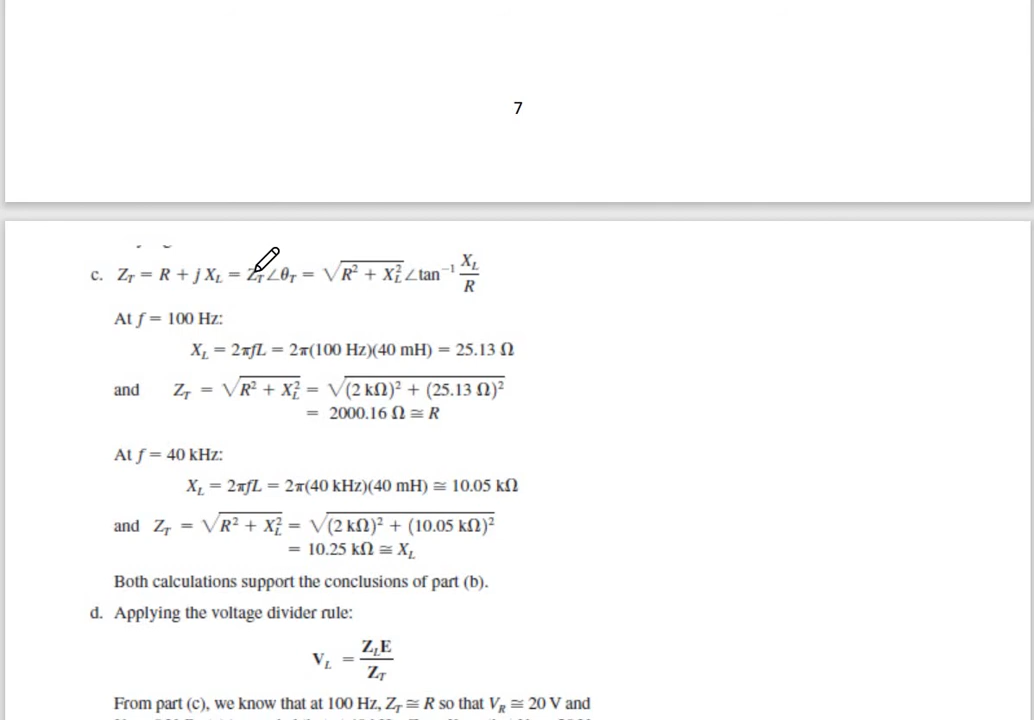 7
c. Z_T = R + j X_L = Z_T∠θ_T = √(R² + X_L²) ∠tan⁻¹ X_L/R
At f = 100 Hz:
X_L = 2πfL = 2π(100 Hz)(40 mH) = 25.13 Ω
and Z_T = √(R² + X_L²) = √((2 kΩ)² + (25.13 Ω)²)
= 2000.16 Ω ≅ R
At f = 40 kHz:
X_L = 2πfL = 2π(40 kHz)(40 mH) ≅ 10.05 kΩ
and Z_T = √(R² + X_L²) = √((2 kΩ)² + (10.05 kΩ)²)
= 10.25 kΩ ≅ X_L
Both calculations support the conclusions of part (b).
d. Applying the voltage divider rule:
V_L = Z_L E / Z_T
From part (c), we know that at 100 Hz, Z_T ≅ R so that V_R ≅ 20 V and